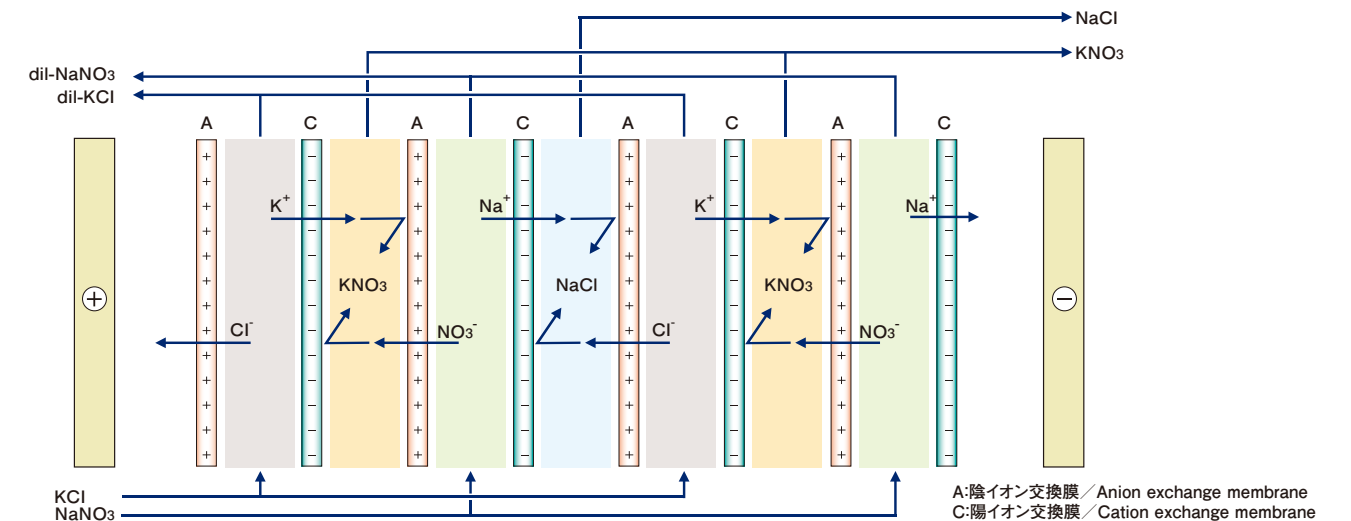 NaCl
KNO₃
dil-NaNO₃
dil-KCl
A C A C A C A C
+ − + − + − + −
+ − + − + − + −
+ − + − + − + −
K⁺ Na⁺ K⁺ Na⁺
+ − + − + − + −
+ − + − + − + −
+ − + − + − + −
KNO₃ NaCl KNO₃
⊕ ⊖
+ − + − + − + −
+ − + − + − + −
Cl⁻ NO₃⁻ Cl⁻ NO₃⁻
+ − + − + − + −
+ − + − + − + −
+ − + − + − + −
+ − + − + − + −
+ − + − + − + −
KCl
NaNO₃
A:陰イオン交換膜／Anion exchange membrane
C:陽イオン交換膜／Cation exchange membrane